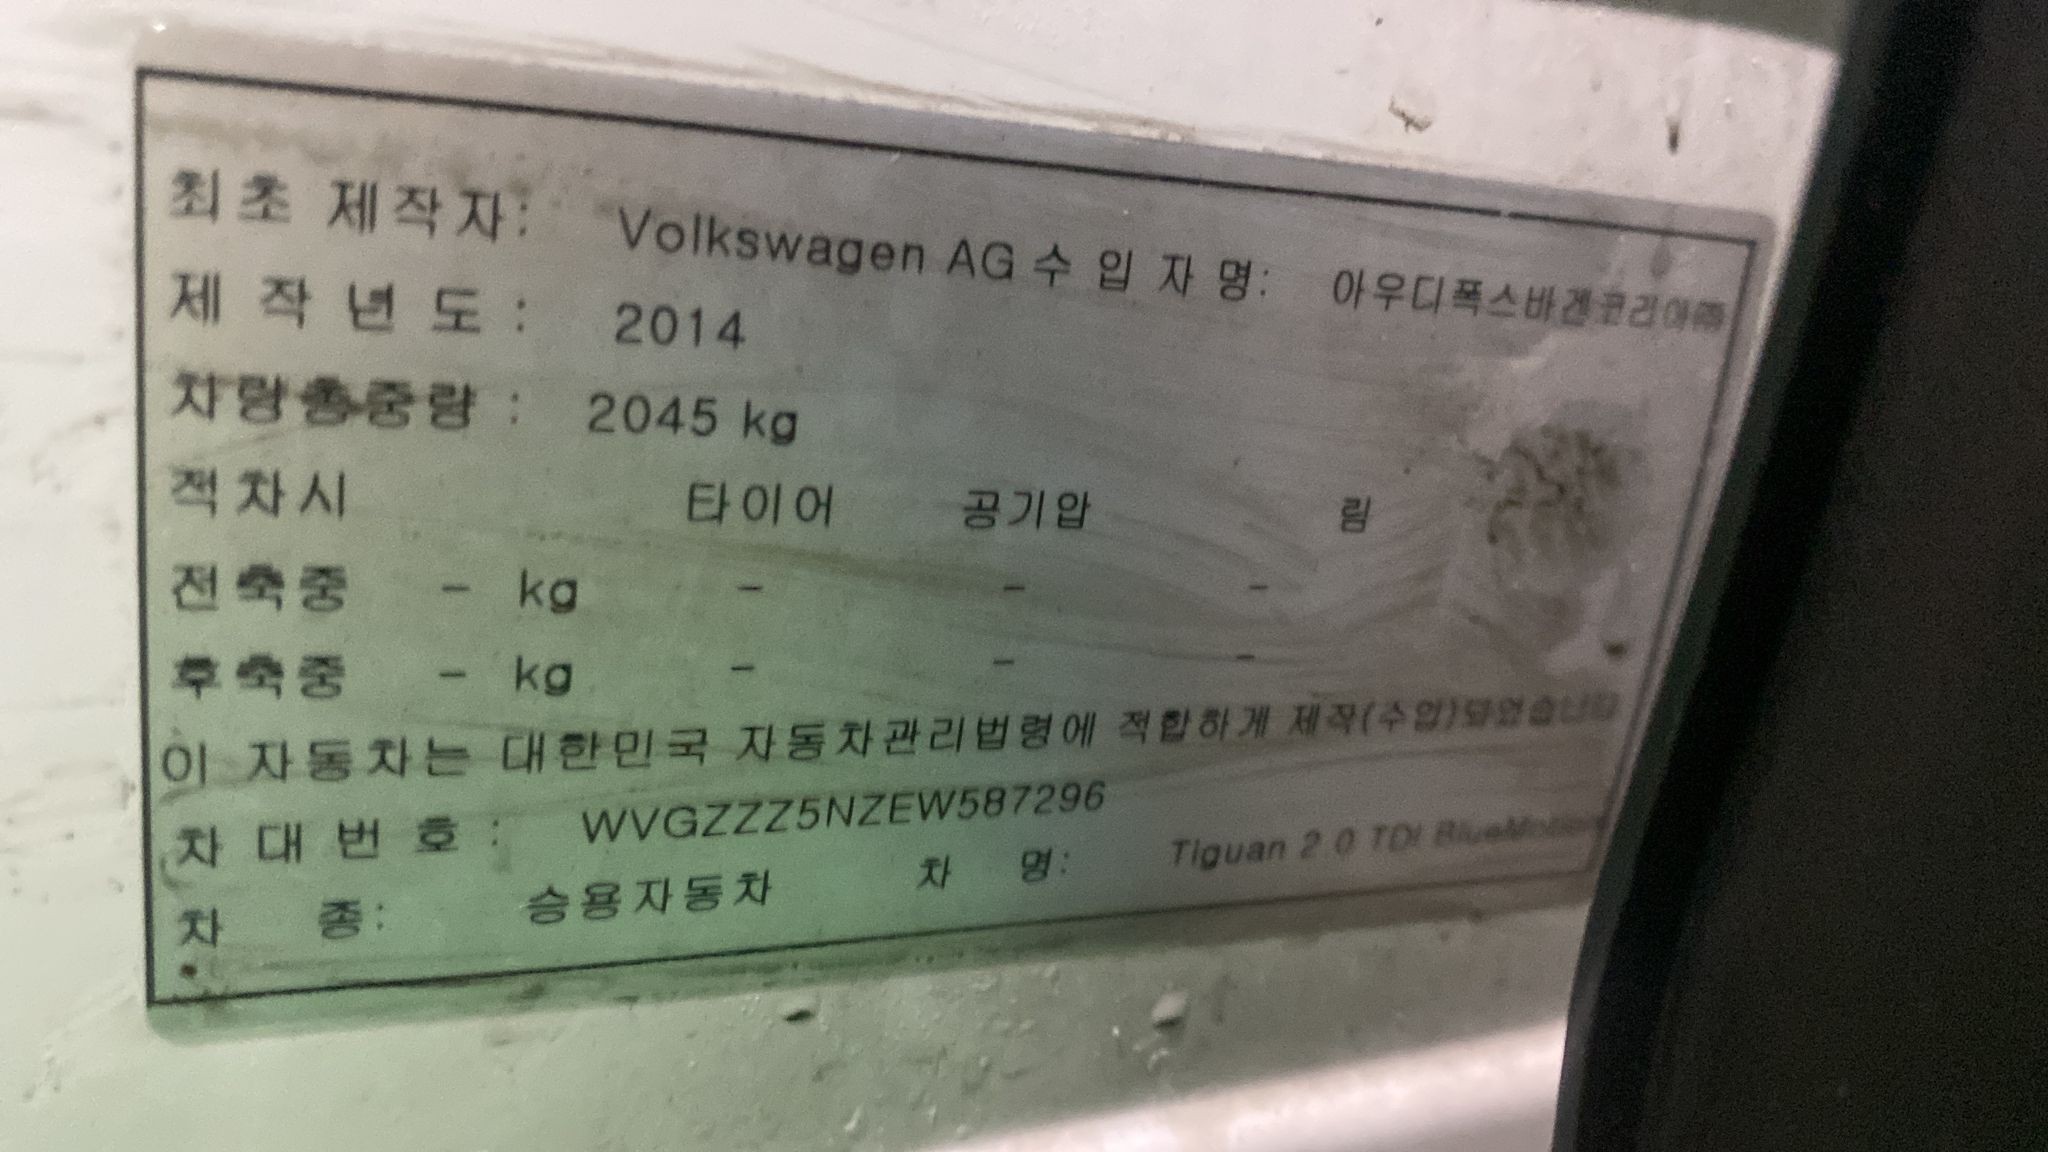 최초 제작자: Volkswagen AG 수 입 자 명: 아우디폭스바겐코리아㈜
제 작 년 도 : 2014
차량총중량 : 2045 kg
적차시 타이어 공기압 - 림
전축중 - kg - - -
후축중 - kg - - -
이 자동차는 대한민국 자동차관리법령에 적합하게 제작(수입)되었습니다
차 대 번 호 : WVGZZZ5NZEW587296
차 종: 승용자동차 차 명: Tiguan 2.0 TDI BlueMotion